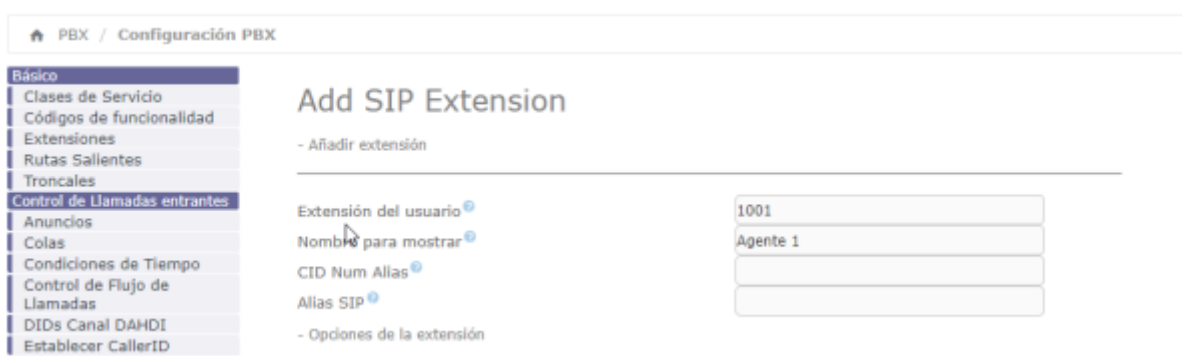 PBX / Configuración PBX
Básico
Clases de Servicio
Códigos de funcionalidad
Extensiones
Rutas Salientes
Troncales
Control de Llamadas entrantes
Anuncios
Colas
Condiciones de Tiempo
Control de Flujo de
Llamadas
DIDs Canal DAHDI
Establecer CallerID
Add SIP Extension
- Añadir extensión
Extensión del usuario 1001
Nombre para mostrar Agente 1
CID Num Alias
Alias SIP
- Opciones de la extensión